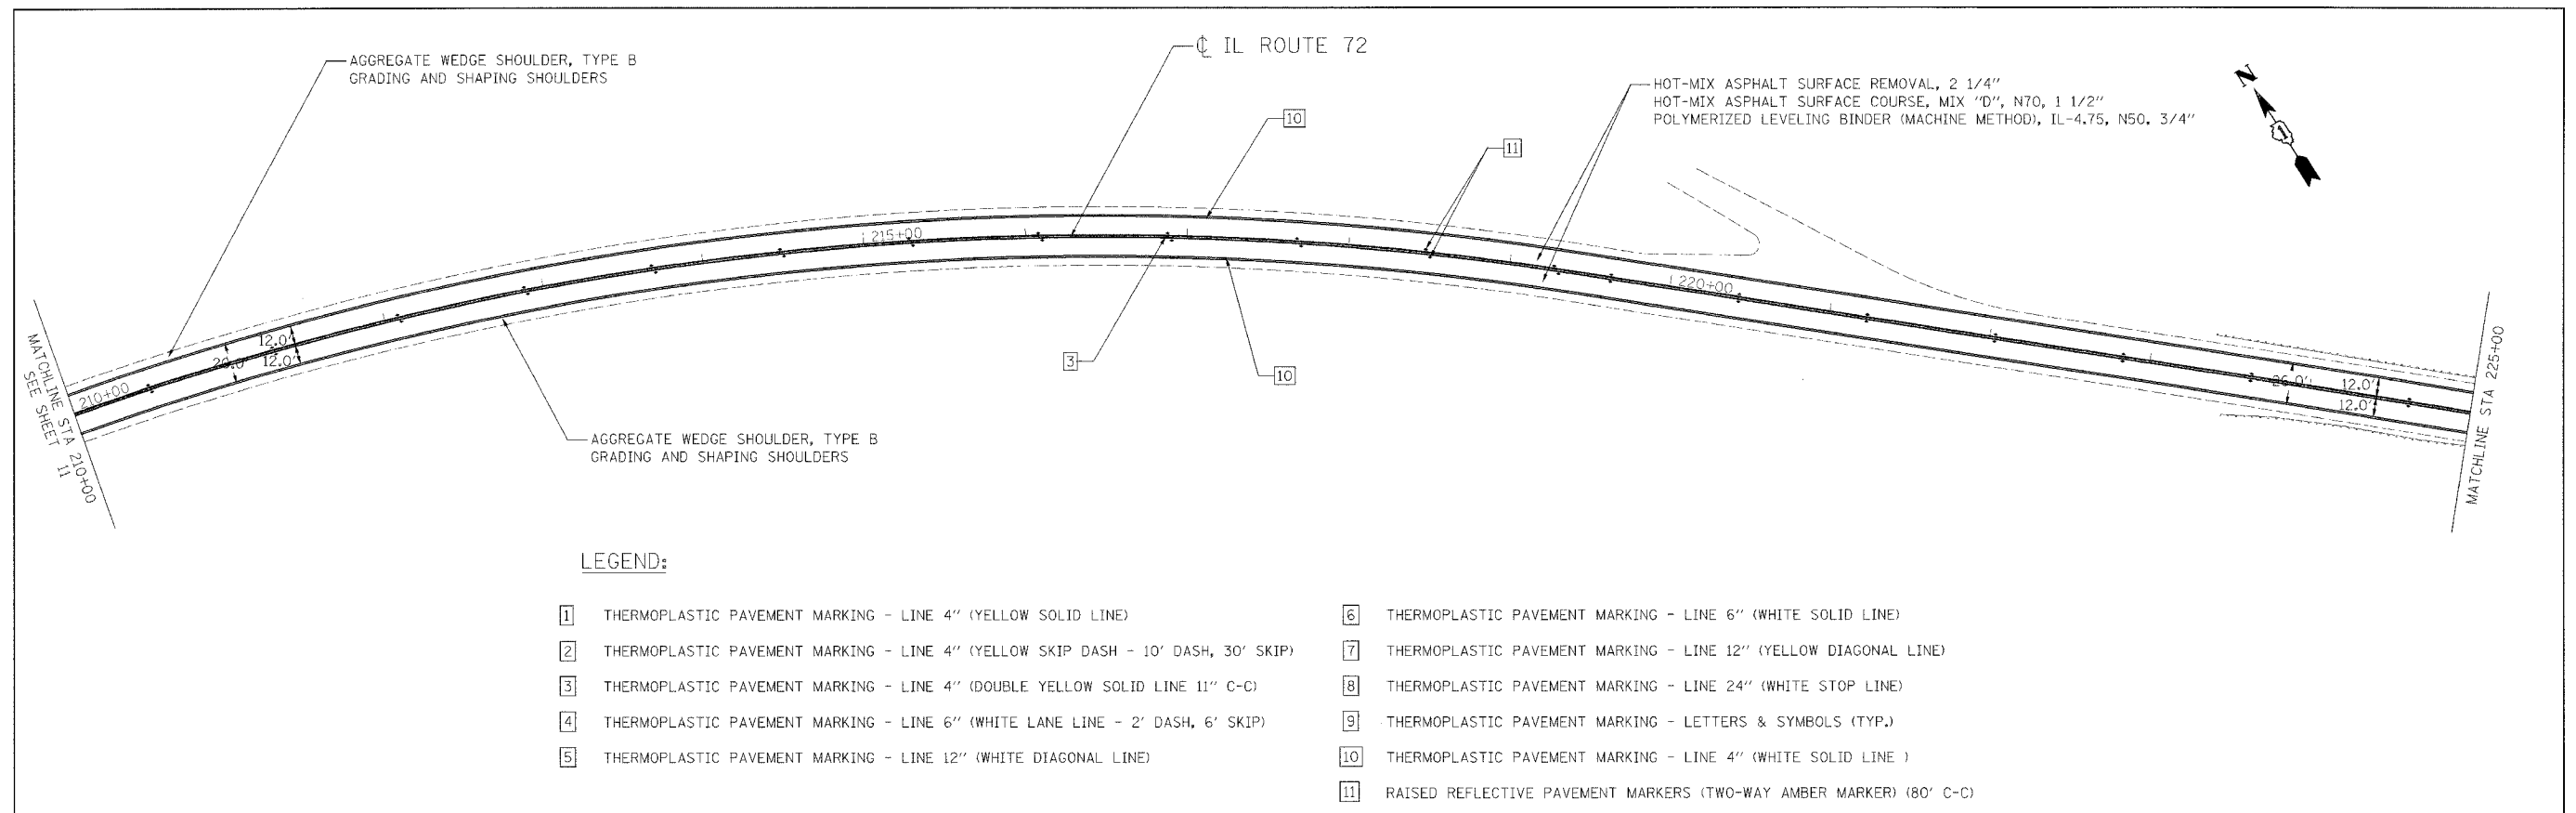 AGGREGATE WEDGE SHOULDER, TYPE B
GRADING AND SHAPING SHOULDERS
℄ IL ROUTE 72
HOT-MIX ASPHALT SURFACE REMOVAL, 2 1/4"
HOT-MIX ASPHALT SURFACE COURSE, MIX "D", N70, 1 1/2"
POLYMERIZED LEVELING BINDER (MACHINE METHOD), IL-4.75, N50, 3/4"
N
1
10
11
215+00
220+00
12.0'
12.0'
210+00
3
10
26.0'
12.0'
12.0'
MATCHLINE STA 210+00
SEE SHEET 11
MATCHLINE STA 225+00
AGGREGATE WEDGE SHOULDER, TYPE B
GRADING AND SHAPING SHOULDERS
LEGEND:
1 THERMOPLASTIC PAVEMENT MARKING - LINE 4" (YELLOW SOLID LINE)
2 THERMOPLASTIC PAVEMENT MARKING - LINE 4" (YELLOW SKIP DASH - 10' DASH, 30' SKIP)
3 THERMOPLASTIC PAVEMENT MARKING - LINE 4" (DOUBLE YELLOW SOLID LINE 11" C-C)
4 THERMOPLASTIC PAVEMENT MARKING - LINE 6" (WHITE LANE LINE - 2' DASH, 6' SKIP)
5 THERMOPLASTIC PAVEMENT MARKING - LINE 12" (WHITE DIAGONAL LINE)
6 THERMOPLASTIC PAVEMENT MARKING - LINE 6" (WHITE SOLID LINE)
7 THERMOPLASTIC PAVEMENT MARKING - LINE 12" (YELLOW DIAGONAL LINE)
8 THERMOPLASTIC PAVEMENT MARKING - LINE 24" (WHITE STOP LINE)
9 THERMOPLASTIC PAVEMENT MARKING - LETTERS & SYMBOLS (TYP.)
10 THERMOPLASTIC PAVEMENT MARKING - LINE 4" (WHITE SOLID LINE )
11 RAISED REFLECTIVE PAVEMENT MARKERS (TWO-WAY AMBER MARKER) (80' C-C)